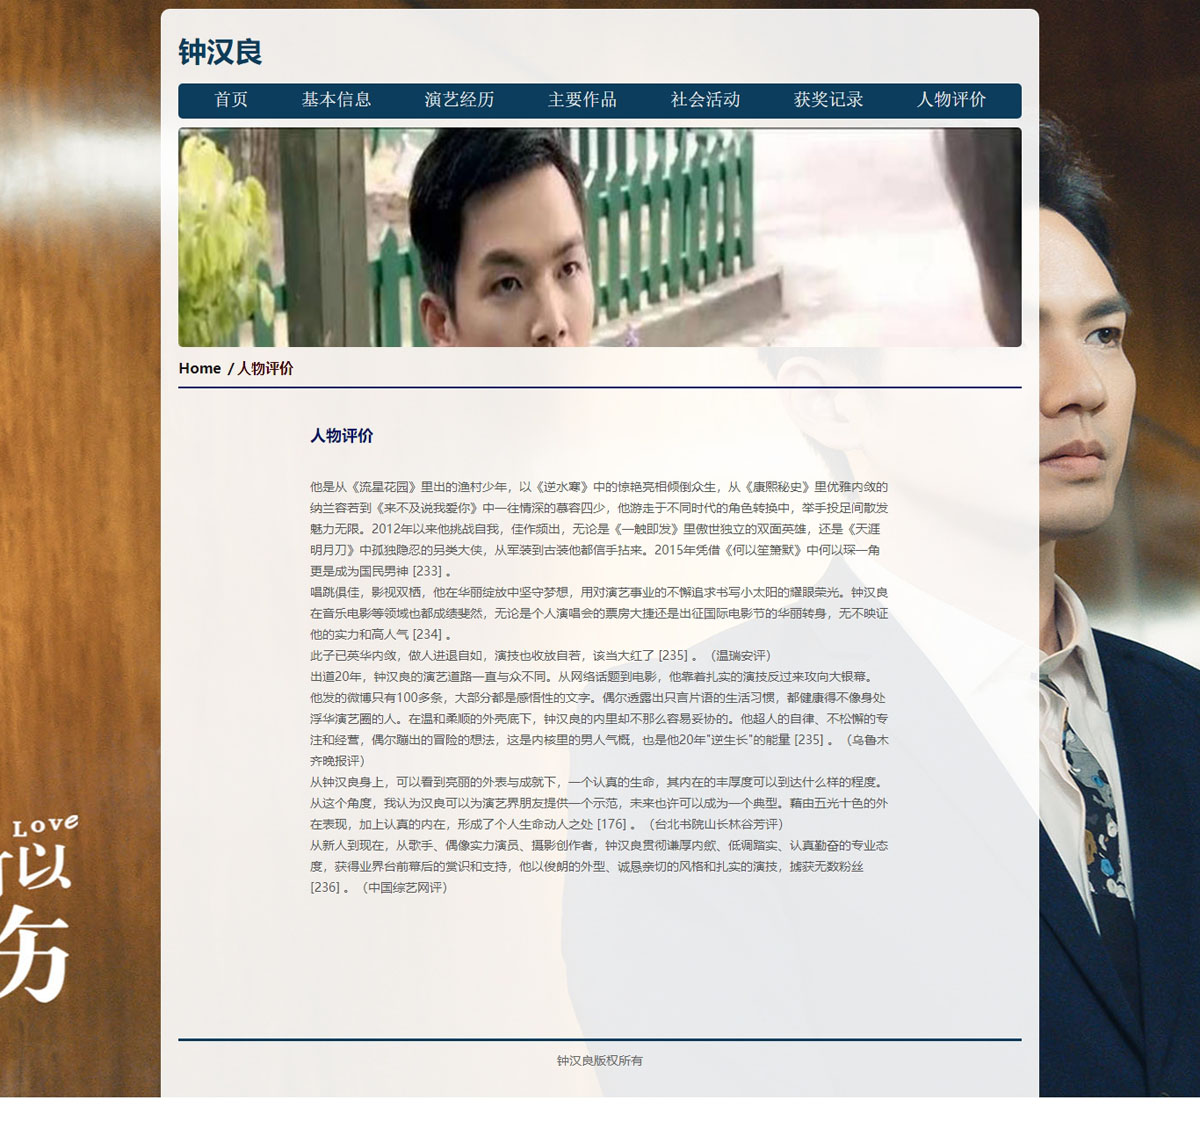 钟汉良
首页 基本信息 演艺经历 主要作品 社会活动 获奖记录 人物评价
Home / 人物评价
人物评价
他是从《流星花园》里出的渔村少年，以《逆水寒》中的惊艳亮相倾倒众生，从《康熙秘史》里优雅内敛的
纳兰容若到《来不及说我爱你》中一往情深的慕容四少，他游走于不同时代的角色转换中，举手投足间散发
魅力无限。2012年以来他挑战自我，佳作频出，无论是《一触即发》里傲世独立的双面英雄，还是《天涯
明月刀》中孤独隐忍的另类大侠，从军装到古装他都信手拈来。2015年凭借《何以笙箫默》中何以琛一角
更是成为国民男神 [233] 。
唱跳俱佳，影视双栖，他在华丽绽放中坚守梦想，用对演艺事业的不懈追求书写小太阳的耀眼荣光。钟汉良
在音乐电影等领域也都成绩斐然，无论是个人演唱会的票房大捷还是出征国际电影节的华丽转身，无不映证
他的实力和高人气 [234] 。
此子已英华内敛，做人进退自如，演技也收放自若，该当大红了 [235] 。（温瑞安评）
出道20年，钟汉良的演艺道路一直与众不同。从网络话题到电影，他靠着扎实的演技反过来攻向大银幕。
他发的微博只有100多条，大部分都是感悟性的文字。偶尔透露出只言片语的生活习惯，都健康得不像身处
浮华演艺圈的人。在温和柔顺的外壳底下，钟汉良的内里却不那么容易妥协的。他超人的自律、不松懈的专
注和经营，偶尔蹦出的冒险的想法，这是内核里的男人气概，也是他20年"逆生长"的能量 [235] 。（乌鲁木
齐晚报评）
从钟汉良身上，可以看到亮丽的外表与成就下，一个认真的生命，其内在的丰厚度可以到达什么样的程度。
从这个角度，我认为汉良可以为演艺界朋友提供一个示范，未来也许可以成为一个典型。藉由五光十色的外
在表现，加上认真的内在，形成了个人生命动人之处 [176] 。（台北书院山长林谷芳评）
从新人到现在，从歌手、偶像实力演员、摄影创作者，钟汉良贯彻谦厚内敛、低调踏实、认真勤奋的专业态
度，获得业界台前幕后的赏识和支持，他以俊朗的外型、诚恳亲切的风格和扎实的演技，掳获无数粉丝
[236] 。（中国综艺网评）
Love
以
伤
钟汉良版权所有